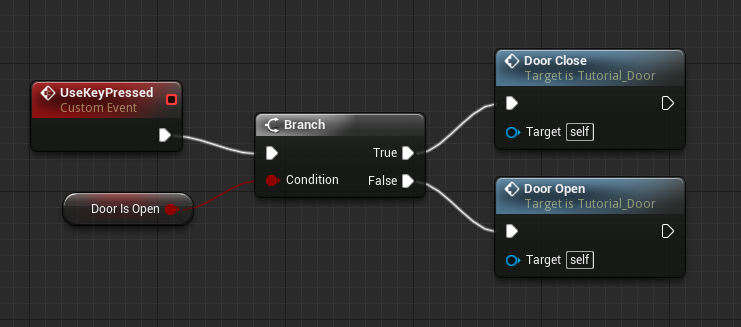 UseKeyPressed
Custom Event
Door Is Open
Branch
True
Condition
False
Door Close
Target is Tutorial_Door
Target self
Door Open
Target is Tutorial_Door
Target self